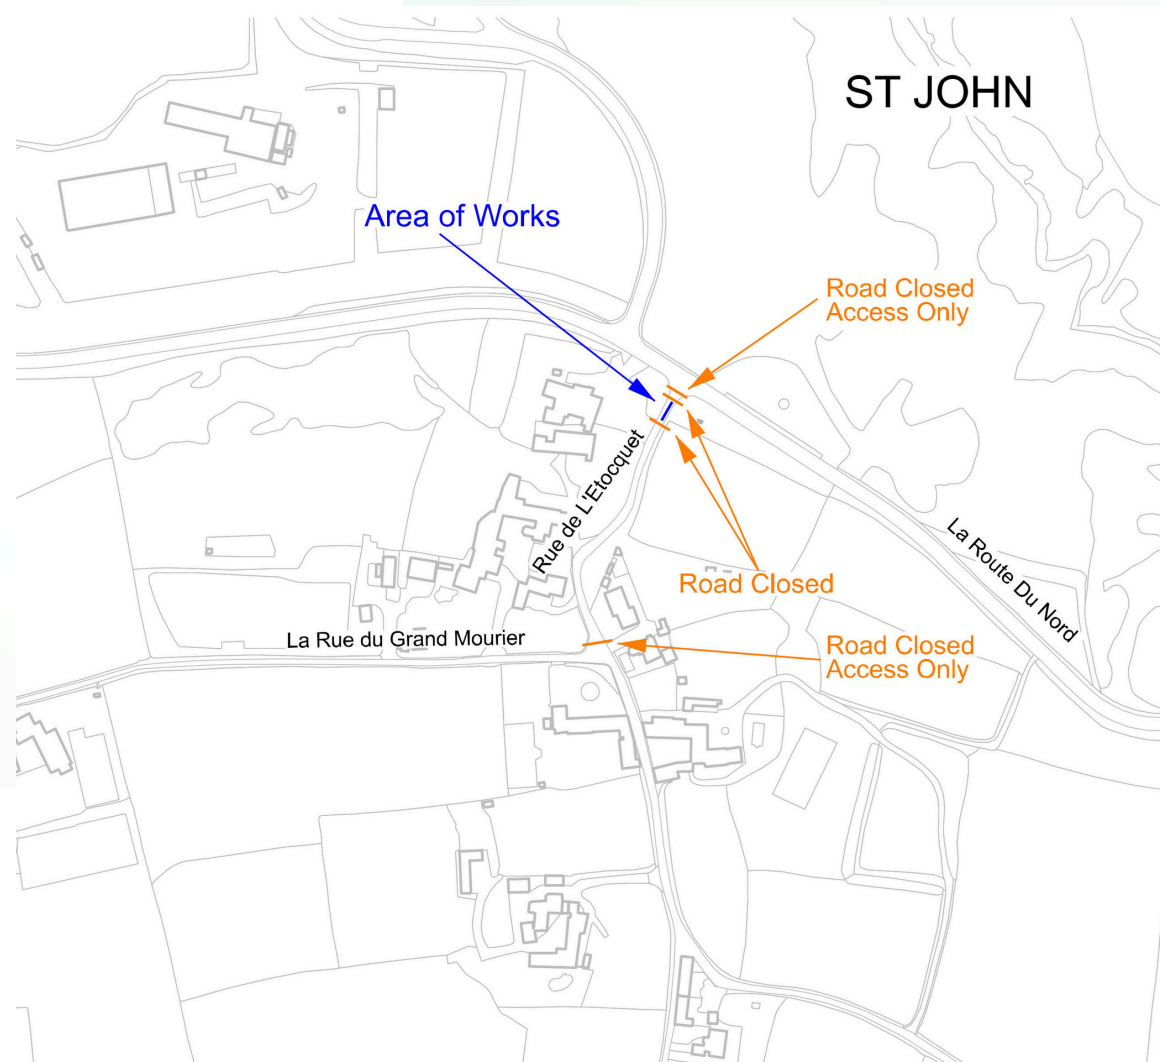 ST JOHN
Area of Works
Road Closed
Access Only
Rue de L'Etocquet
La Route Du Nord
Road Closed
La Rue du Grand Mourier
Road Closed
Access Only